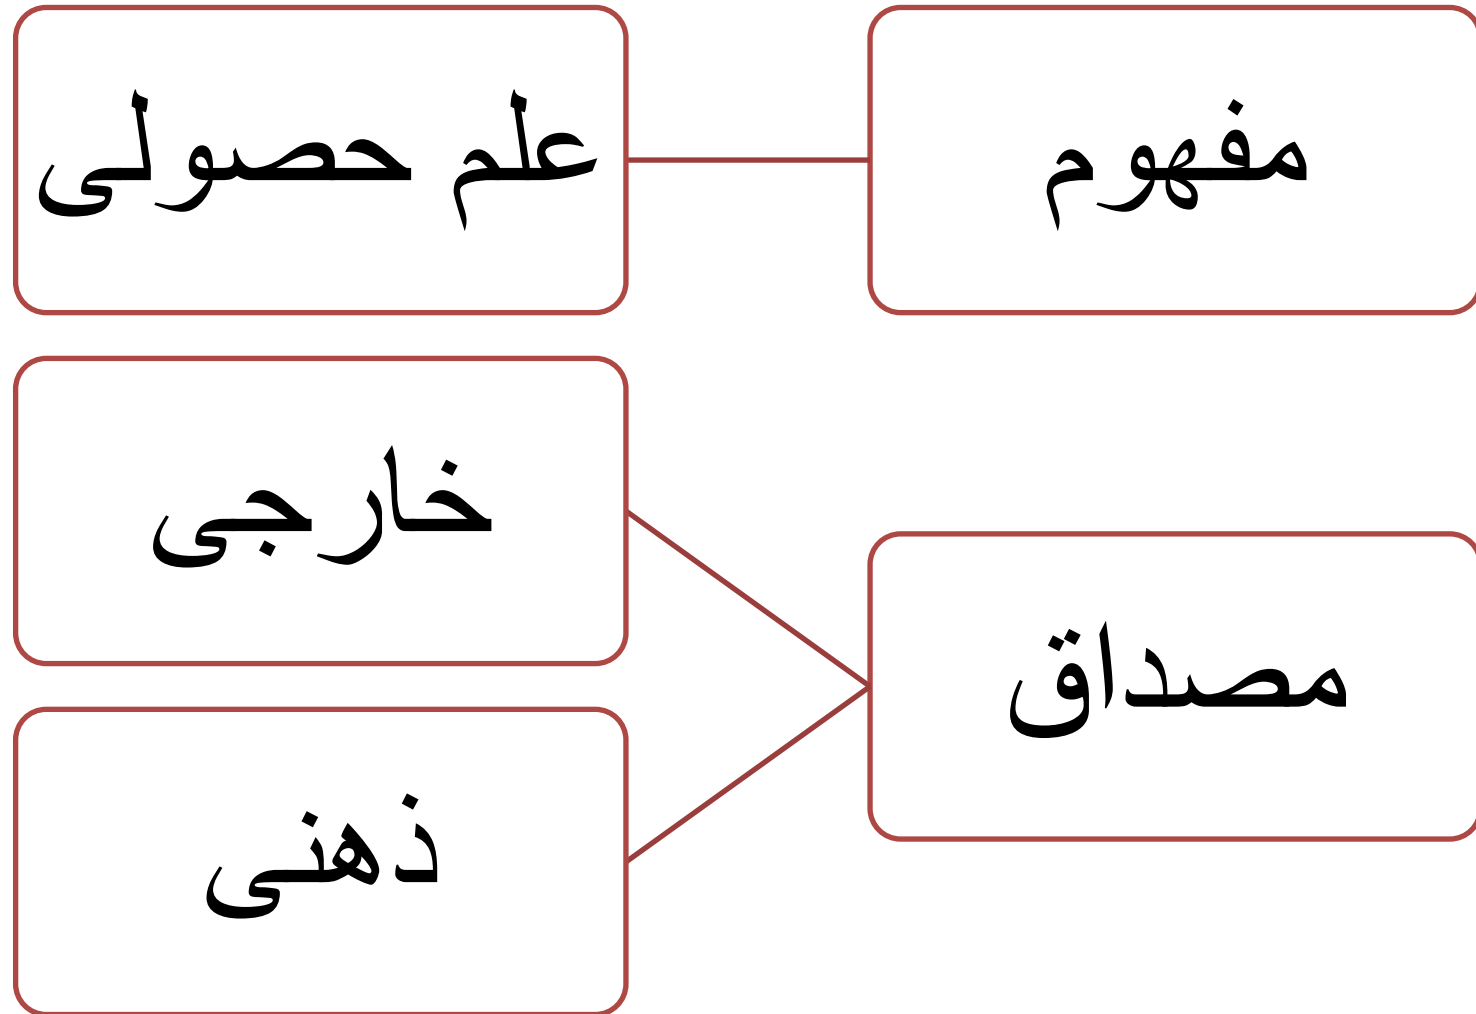 مفهوم
علم حصولی
مصداق
خارجی
ذهنی